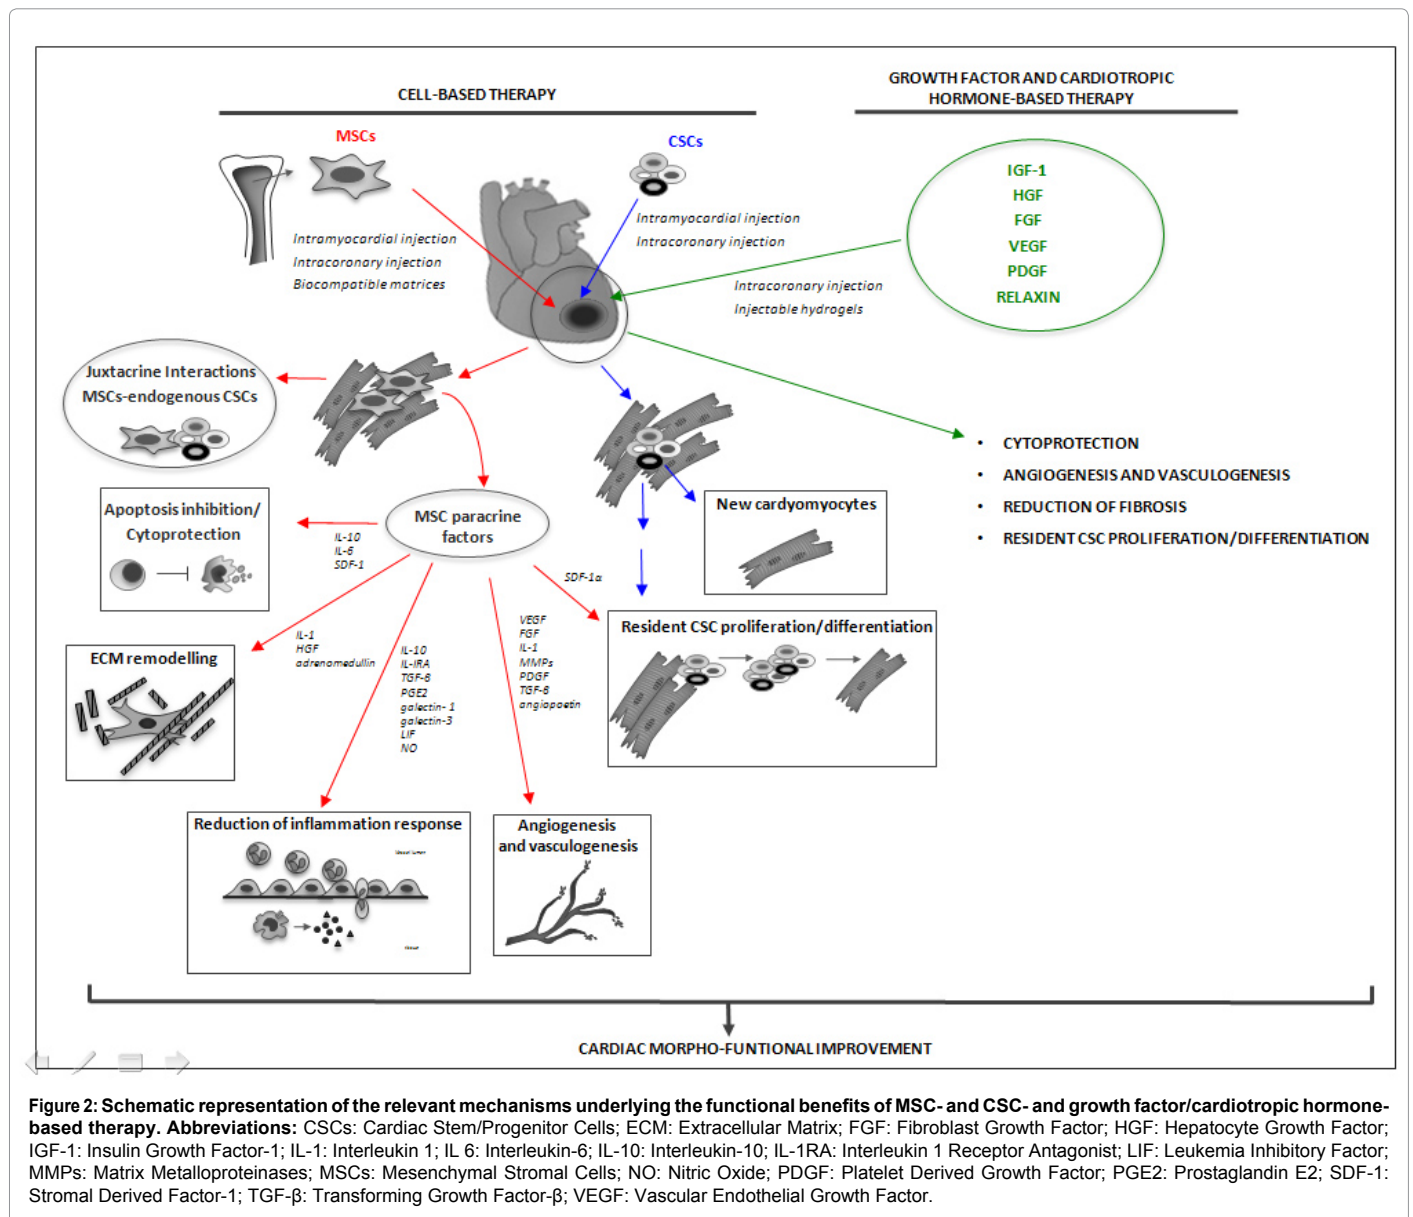 CELL-BASED THERAPY
GROWTH FACTOR AND CARDIOTROPIC
HORMONE-BASED THERAPY
MSCs
CSCs
IGF-1
HGF
FGF
VEGF
PDGF
RELAXIN
Intramyocardial injection
Intracoronary injection
Biocompatible matrices
Intramyocardial injection
Intracoronary injection
Intracoronary injection
Injectable hydrogels
Juxtacrine Interactions
MSCs-endogenous CSCs
CYTOPROTECTION
ANGIOGENESIS AND VASCULOGENESIS
REDUCTION OF FIBROSIS
RESIDENT CSC PROLIFERATION/DIFFERENTIATION
Apoptosis inhibition/
Cytoprotection
MSC paracrine
factors
New cardyomyocytes
IL-10
IL-6
SDF-1
SDF-1α
Resident CSC proliferation/differentiation
ECM remodelling
IL-1
HGF
adrenomedullin
IL-10
IL-IRA
TGF-β
PGE2
galectin- 1
galectin-3
LIF
NO
VEGF
FGF
IL-1
MMPs
PDGF
TGF-β
angiopoetin
Reduction of inflammation response
Angiogenesis
and vasculogenesis
CARDIAC MORPHO-FUNTIONAL IMPROVEMENT
Figure 2: Schematic representation of the relevant mechanisms underlying the functional benefits of MSC- and CSC- and growth factor/cardiotropic hormone-
based therapy. Abbreviations: CSCs: Cardiac Stem/Progenitor Cells; ECM: Extracellular Matrix; FGF: Fibroblast Growth Factor; HGF: Hepatocyte Growth Factor;
IGF-1: Insulin Growth Factor-1; IL-1: Interleukin 1; IL 6: Interleukin-6; IL-10: Interleukin-10; IL-1RA: Interleukin 1 Receptor Antagonist; LIF: Leukemia Inhibitory Factor;
MMPs: Matrix Metalloproteinases; MSCs: Mesenchymal Stromal Cells; NO: Nitric Oxide; PDGF: Platelet Derived Growth Factor; PGE2: Prostaglandin E2; SDF-1:
Stromal Derived Factor-1; TGF-β: Transforming Growth Factor-β; VEGF: Vascular Endothelial Growth Factor.